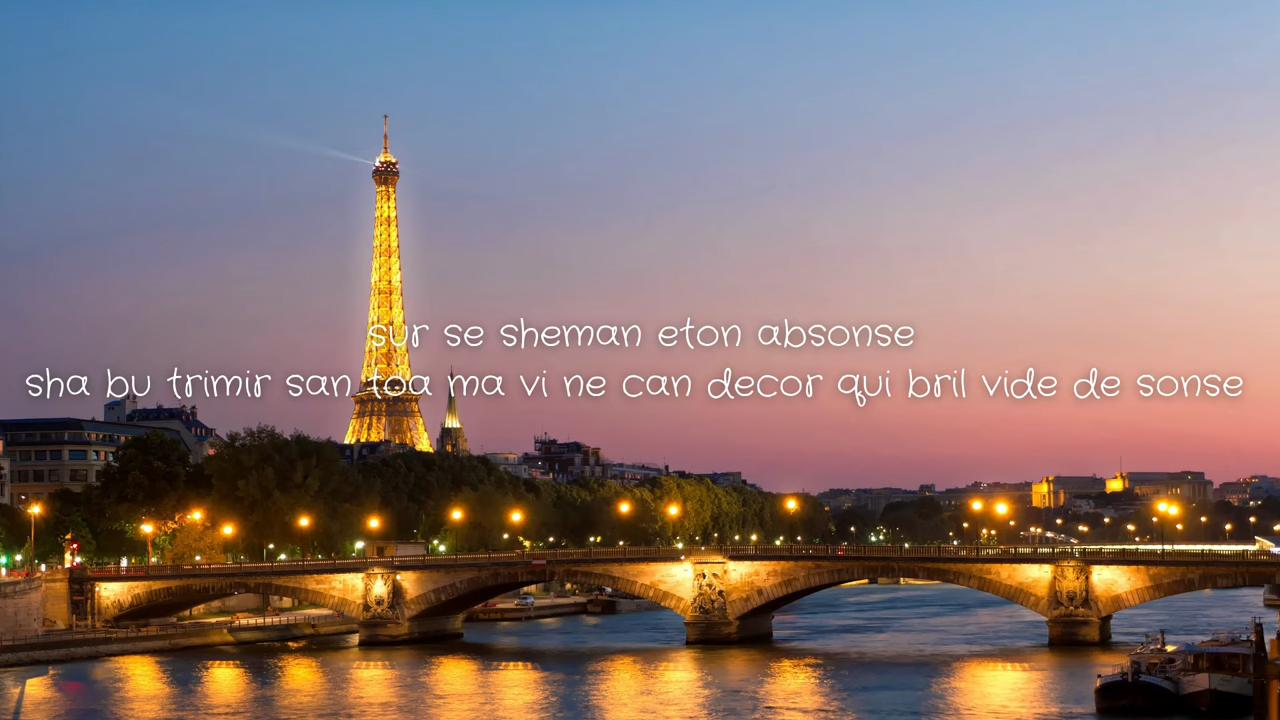 sur se sheman eton absonse
sha bu trimir san toa ma vi ne can decor qui bril vide de sonse